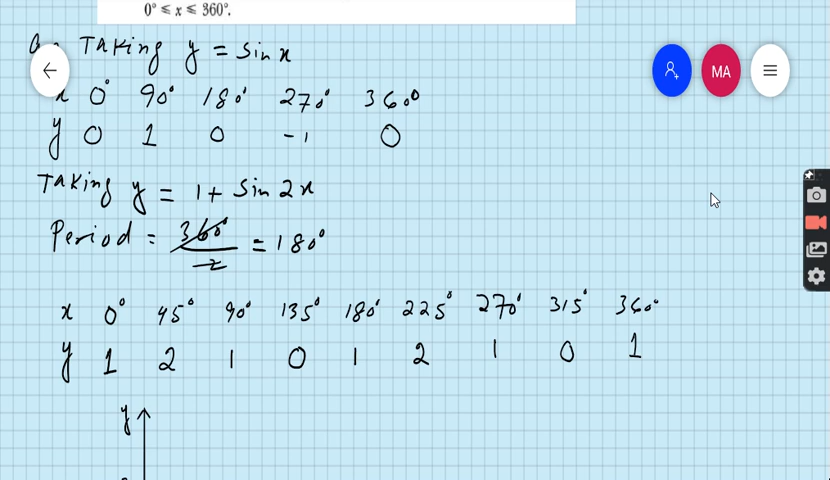 0° ⩽ x ⩽ 360°.
Taking y = sin x
MA
x 0° 90° 180° 270° 360°
y 0 1 0 -1 0
Taking y = 1 + sin 2x
Period = 360° / 2 = 180°
x 0° 45° 90° 135° 180° 225° 270° 315° 360°
y 1 2 1 0 1 2 1 0 1
y